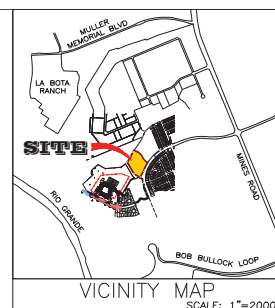 MULLER
MEMORIAL BLVD
LA BOTA
RANCH
SITE
MINES ROAD
RIO GRANDE
BOB BULLOCK LOOP
VICINITY MAP
SCALE: 1"=2000